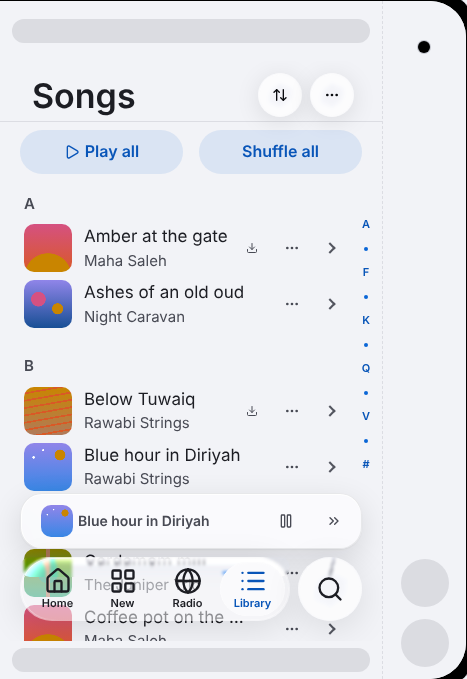 Songs
Play all
Shuffle all
A
Amber at the gate
Maha Saleh
Ashes of an old oud
Night Caravan
B
Below Tuwaiq
Rawabi Strings
Blue hour in Diriyah
Rawabi Strings
A
F
K
Q
V
#
Blue hour in Diriyah
The
Home
New
Radio
Library
Coffee pot on the ...
Maha Saleh